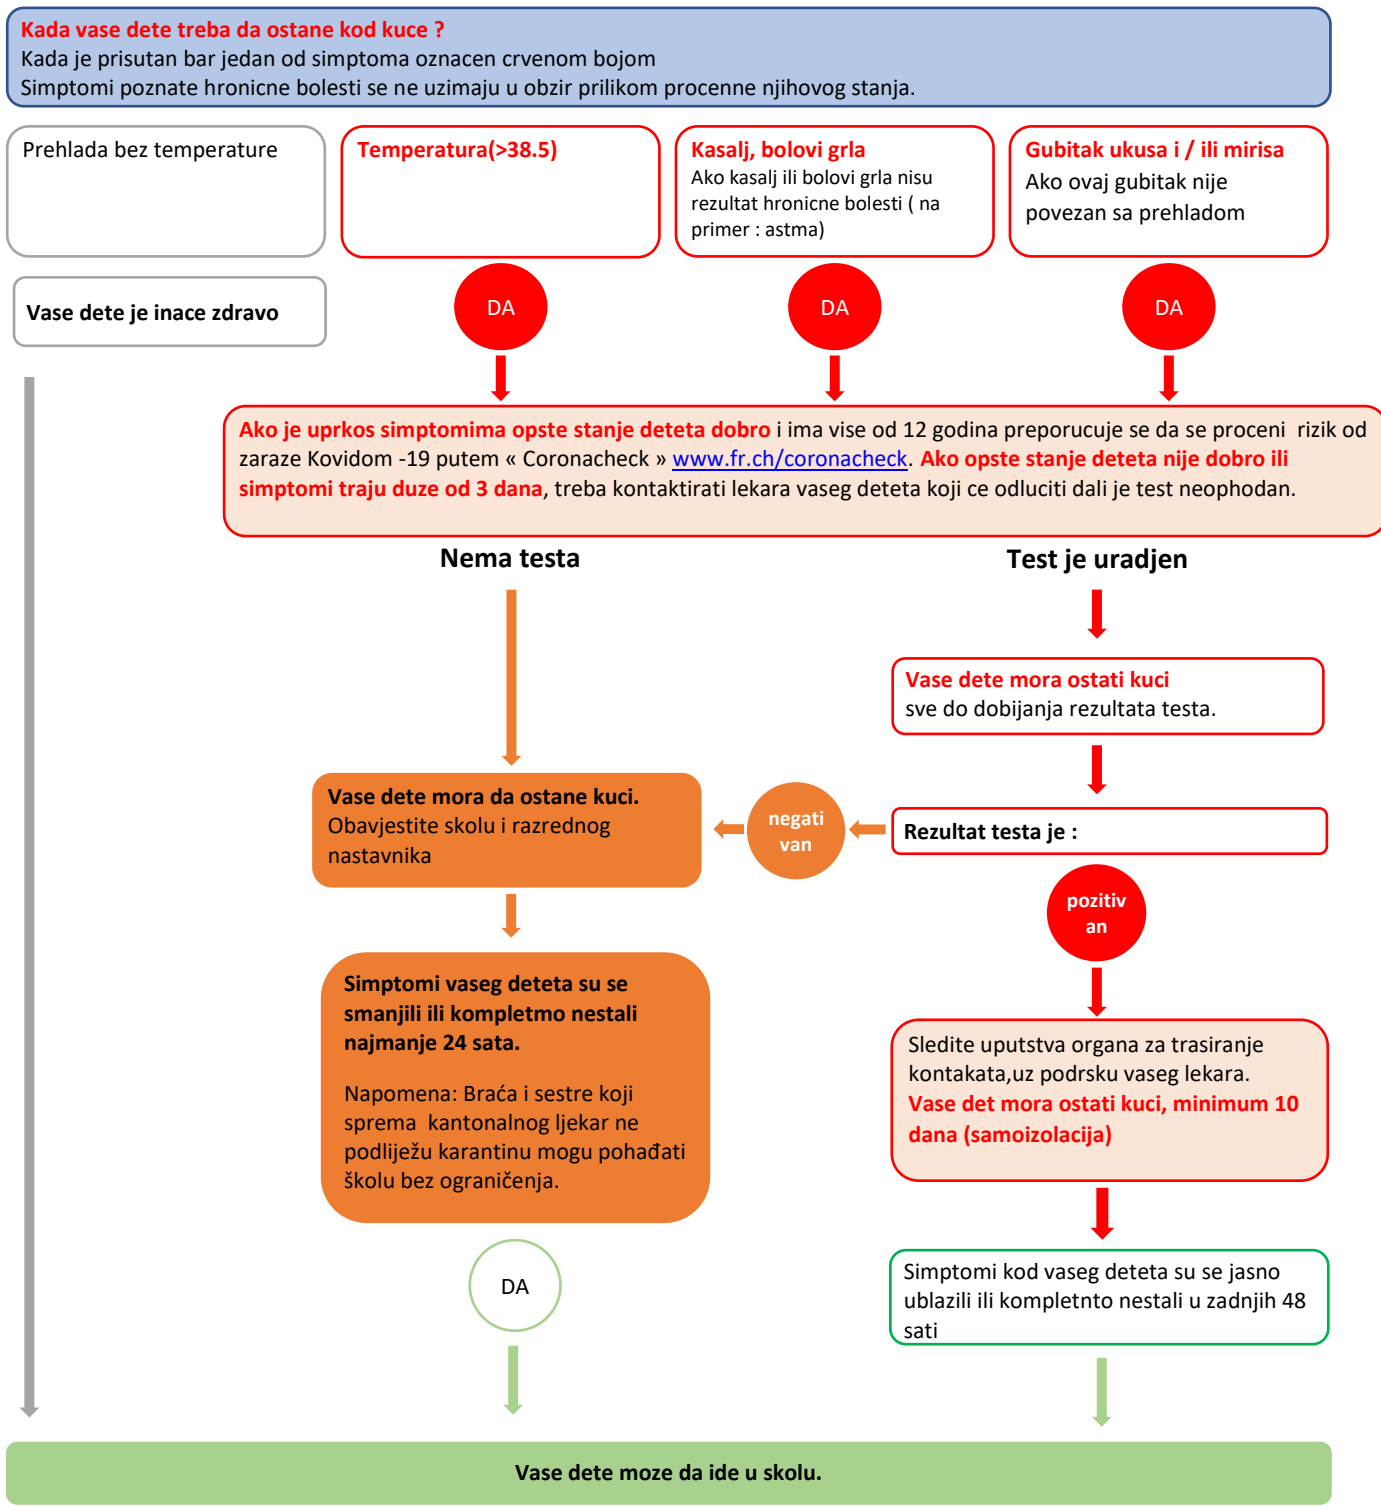 Kada vase dete treba da ostane kod kuce ?
Kada je prisutan bar jedan od simptoma oznacen crvenom bojom
Simptomi poznate hronicne bolesti se ne uzimaju u obzir prilikom procenne njihovog stanja.
Prehlada bez temperature
Temperatura(>38.5)
Kasalj, bolovi grla
Ako kasalj ili bolovi grla nisu
rezultat hronicne bolesti ( na
primer : astma)
Gubitak ukusa i / ili mirisa
Ako ovaj gubitak nije
povezan sa prehladom
Vase dete je inace zdravo
DA
DA
DA
Ako je uprkos simptomima opste stanje deteta dobro i ima vise od 12 godina preporucuje se da se proceni rizik od
zaraze Kovidom -19 putem « Coronacheck » www.fr.ch/coronacheck. Ako opste stanje deteta nije dobro ili
simptomi traju duze od 3 dana, treba kontaktirati lekara vaseg deteta koji ce odluciti dali je test neophodan.
Nema testa
Test je uradjen
Vase dete mora ostati kuci
sve do dobijanja rezultata testa.
Vase dete mora da ostane kuci.
Obavjestite skolu i razrednog
nastavnika
negati
van
Rezultat testa je :
pozitiv
an
Simptomi vaseg deteta su se
smanjili ili kompletmo nestali
najmanje 24 sata.
Napomena: Braća i sestre koji
sprema kantonalnog ljekar ne
podliježu karantinu mogu pohađati
školu bez ograničenja.
Sledite uputstva organa za trasiranje
kontakata,uz podrsku vaseg lekara.
Vase det mora ostati kuci, minimum 10
dana (samoizolacija)
DA
Simptomi kod vaseg deteta su se jasno
ublazili ili kompletnto nestali u zadnjih 48
sati
Vase dete moze da ide u skolu.